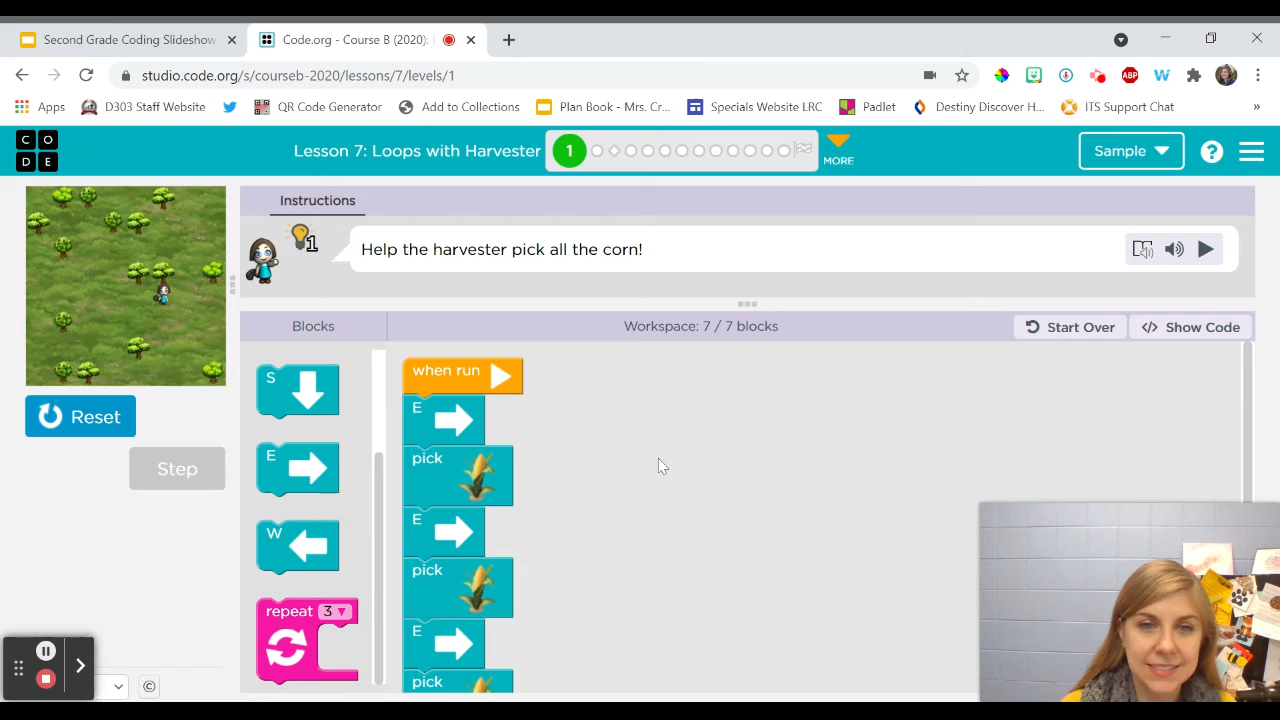 Second Grade Coding Slideshow
Code.org - Course B (2020):
studio.code.org/s/courseb-2020/lessons/7/levels/1
ABP
W
Apps
D303 Staff Website
QR Code Generator
Add to Collections
Plan Book - Mrs. Cr...
Specials Website LRC
Padlet
Destiny Discover H...
ITS Support Chat
»
C O
D E
Lesson 7: Loops with Harvester
1
MORE
Sample
?
Instructions
1
Help the harvester pick all the corn!
Blocks
Workspace: 7 / 7 blocks
Start Over
</> Show Code
Reset
Step
S
E
W
repeat 3
when run
E
pick
E
pick
E
pick
©